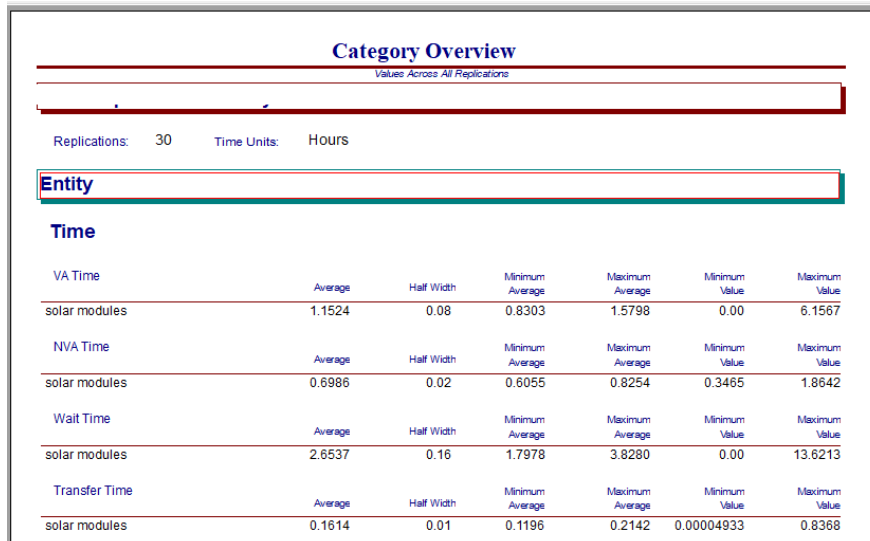 Category Overview
Values Across All Replications
Replications: 30 Time Units: Hours
Entity
Time
VA Time Average Half Width Minimum Average Maximum Average Minimum Value Maximum Value
solar modules 1.1524 0.08 0.8303 1.5798 0.00 6.1567
NVA Time Average Half Width Minimum Average Maximum Average Minimum Value Maximum Value
solar modules 0.6986 0.02 0.6055 0.8254 0.3465 1.8642
Wait Time Average Half Width Minimum Average Maximum Average Minimum Value Maximum Value
solar modules 2.6537 0.16 1.7978 3.8280 0.00 13.6213
Transfer Time Average Half Width Minimum Average Maximum Average Minimum Value Maximum Value
solar modules 0.1614 0.01 0.1196 0.2142 0.00004933 0.8368